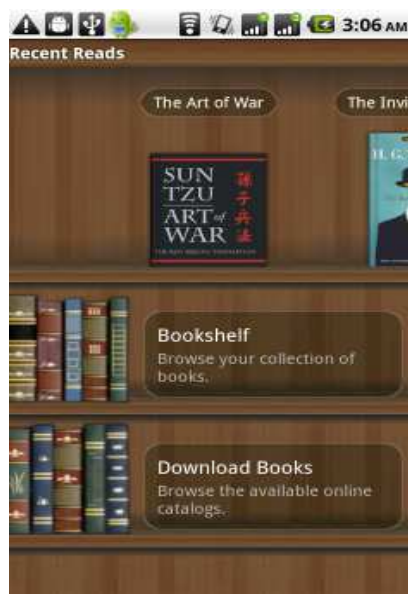 3:06 AM
Recent Reads
The Art of War
The Invi
H. G.
SUN
TZU
ART of
WAR
孫
子
兵
法
Bookshelf
Browse your collection of
books.
Download Books
Browse the available online
catalogs.